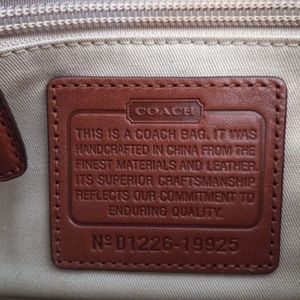 COACH
THIS IS A COACH BAG. IT WAS
HANDCRAFTED IN CHINA FROM THE
FINEST MATERIALS AND LEATHER.
ITS SUPERIOR CRAFTSMANSHIP
REFLECTS OUR COMMITMENT TO
ENDURING QUALITY.
Nº D1226-19925